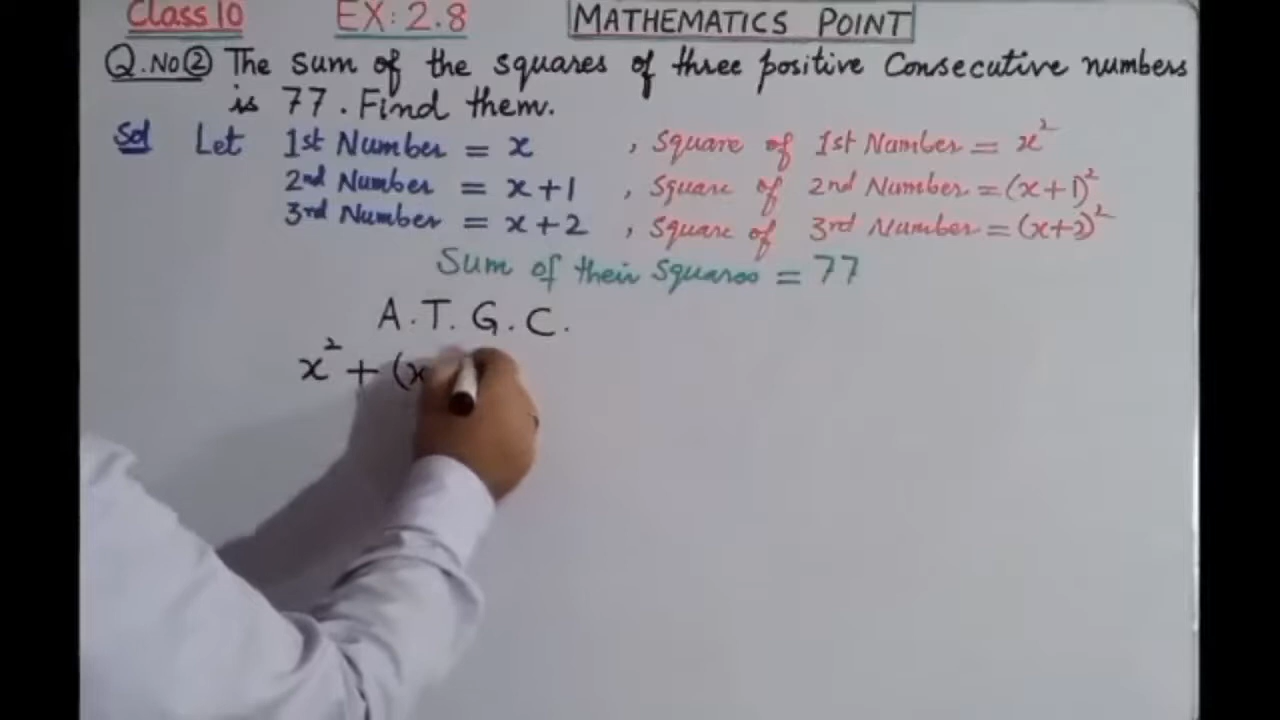 Class 10 EX: 2.8 MATHEMATICS POINT
Q.No② The sum of the squares of three positive Consecutive numbers
is 77. Find them.
Sol Let 1st Number = x , Square of 1st Number = x²
2nd Number = x+1 , Square of 2nd Number = (x+1)²
3rd Number = x+2 , Square of 3rd Number = (x+2)²
Sum of their Squares = 77
A.T.G.C.
x² + (x